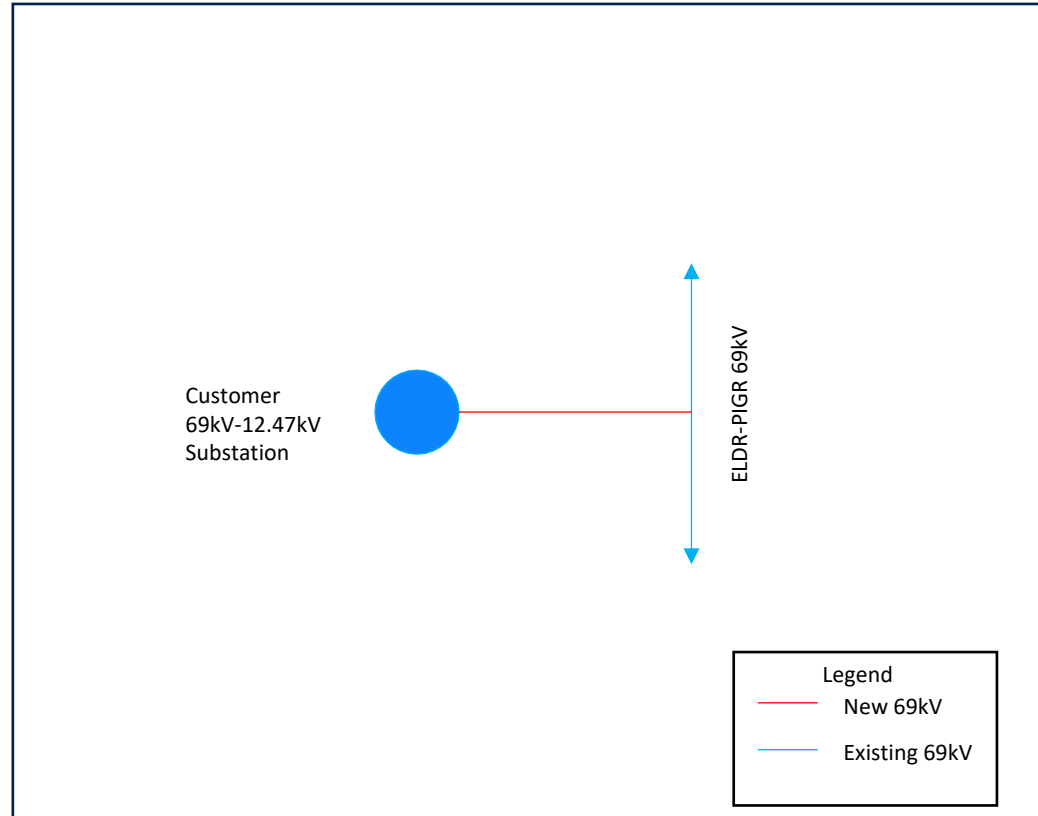 Customer
69kV-12.47kV
Substation
ELDR-PIGR 69kV
Legend
New 69kV
Existing 69kV